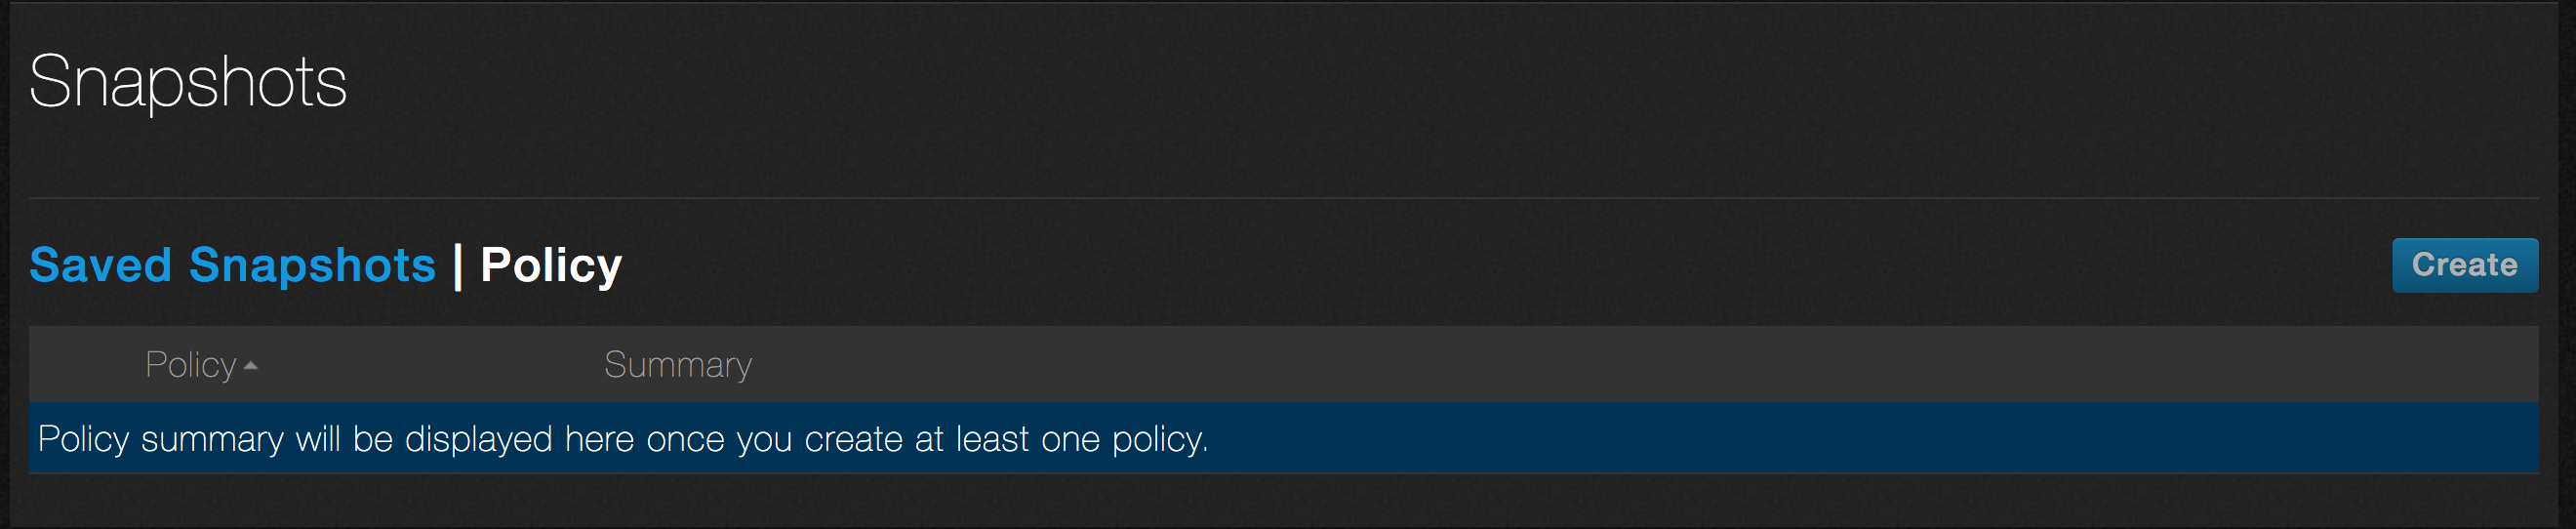 Snapshots
Saved Snapshots | Policy
Create
Policy Summary
Policy summary will be displayed here once you create at least one policy.